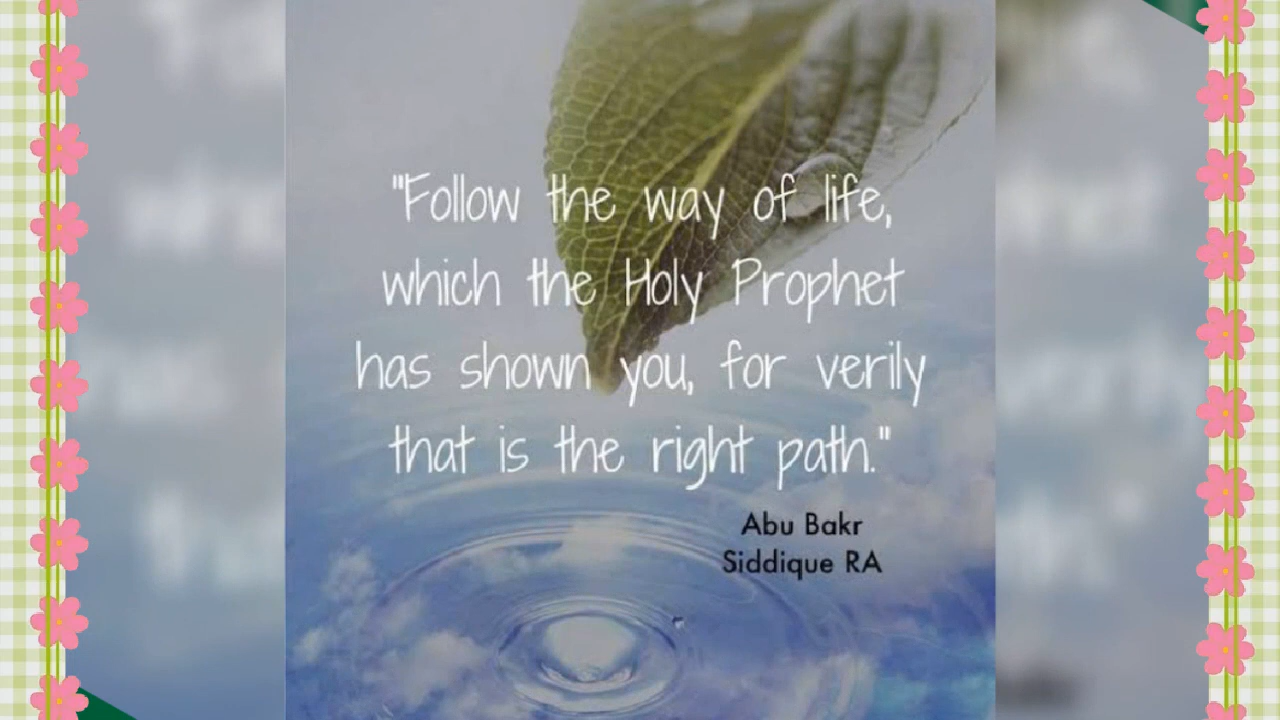 "Follow the way of life,
which the Holy Prophet
has shown you, for verily
that is the right path."
Abu Bakr
Siddique RA